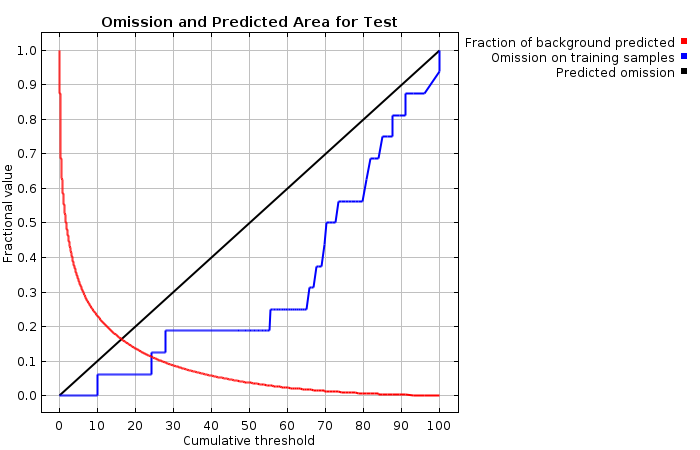 Omission and Predicted Area for Test
Fraction of background predicted
Omission on training samples
Predicted omission
1.0
0.9
0.8
0.7
0.6
0.5
0.4
0.3
0.2
0.1
0.0
Fractional value
0 10 20 30 40 50 60 70 80 90 100
Cumulative threshold